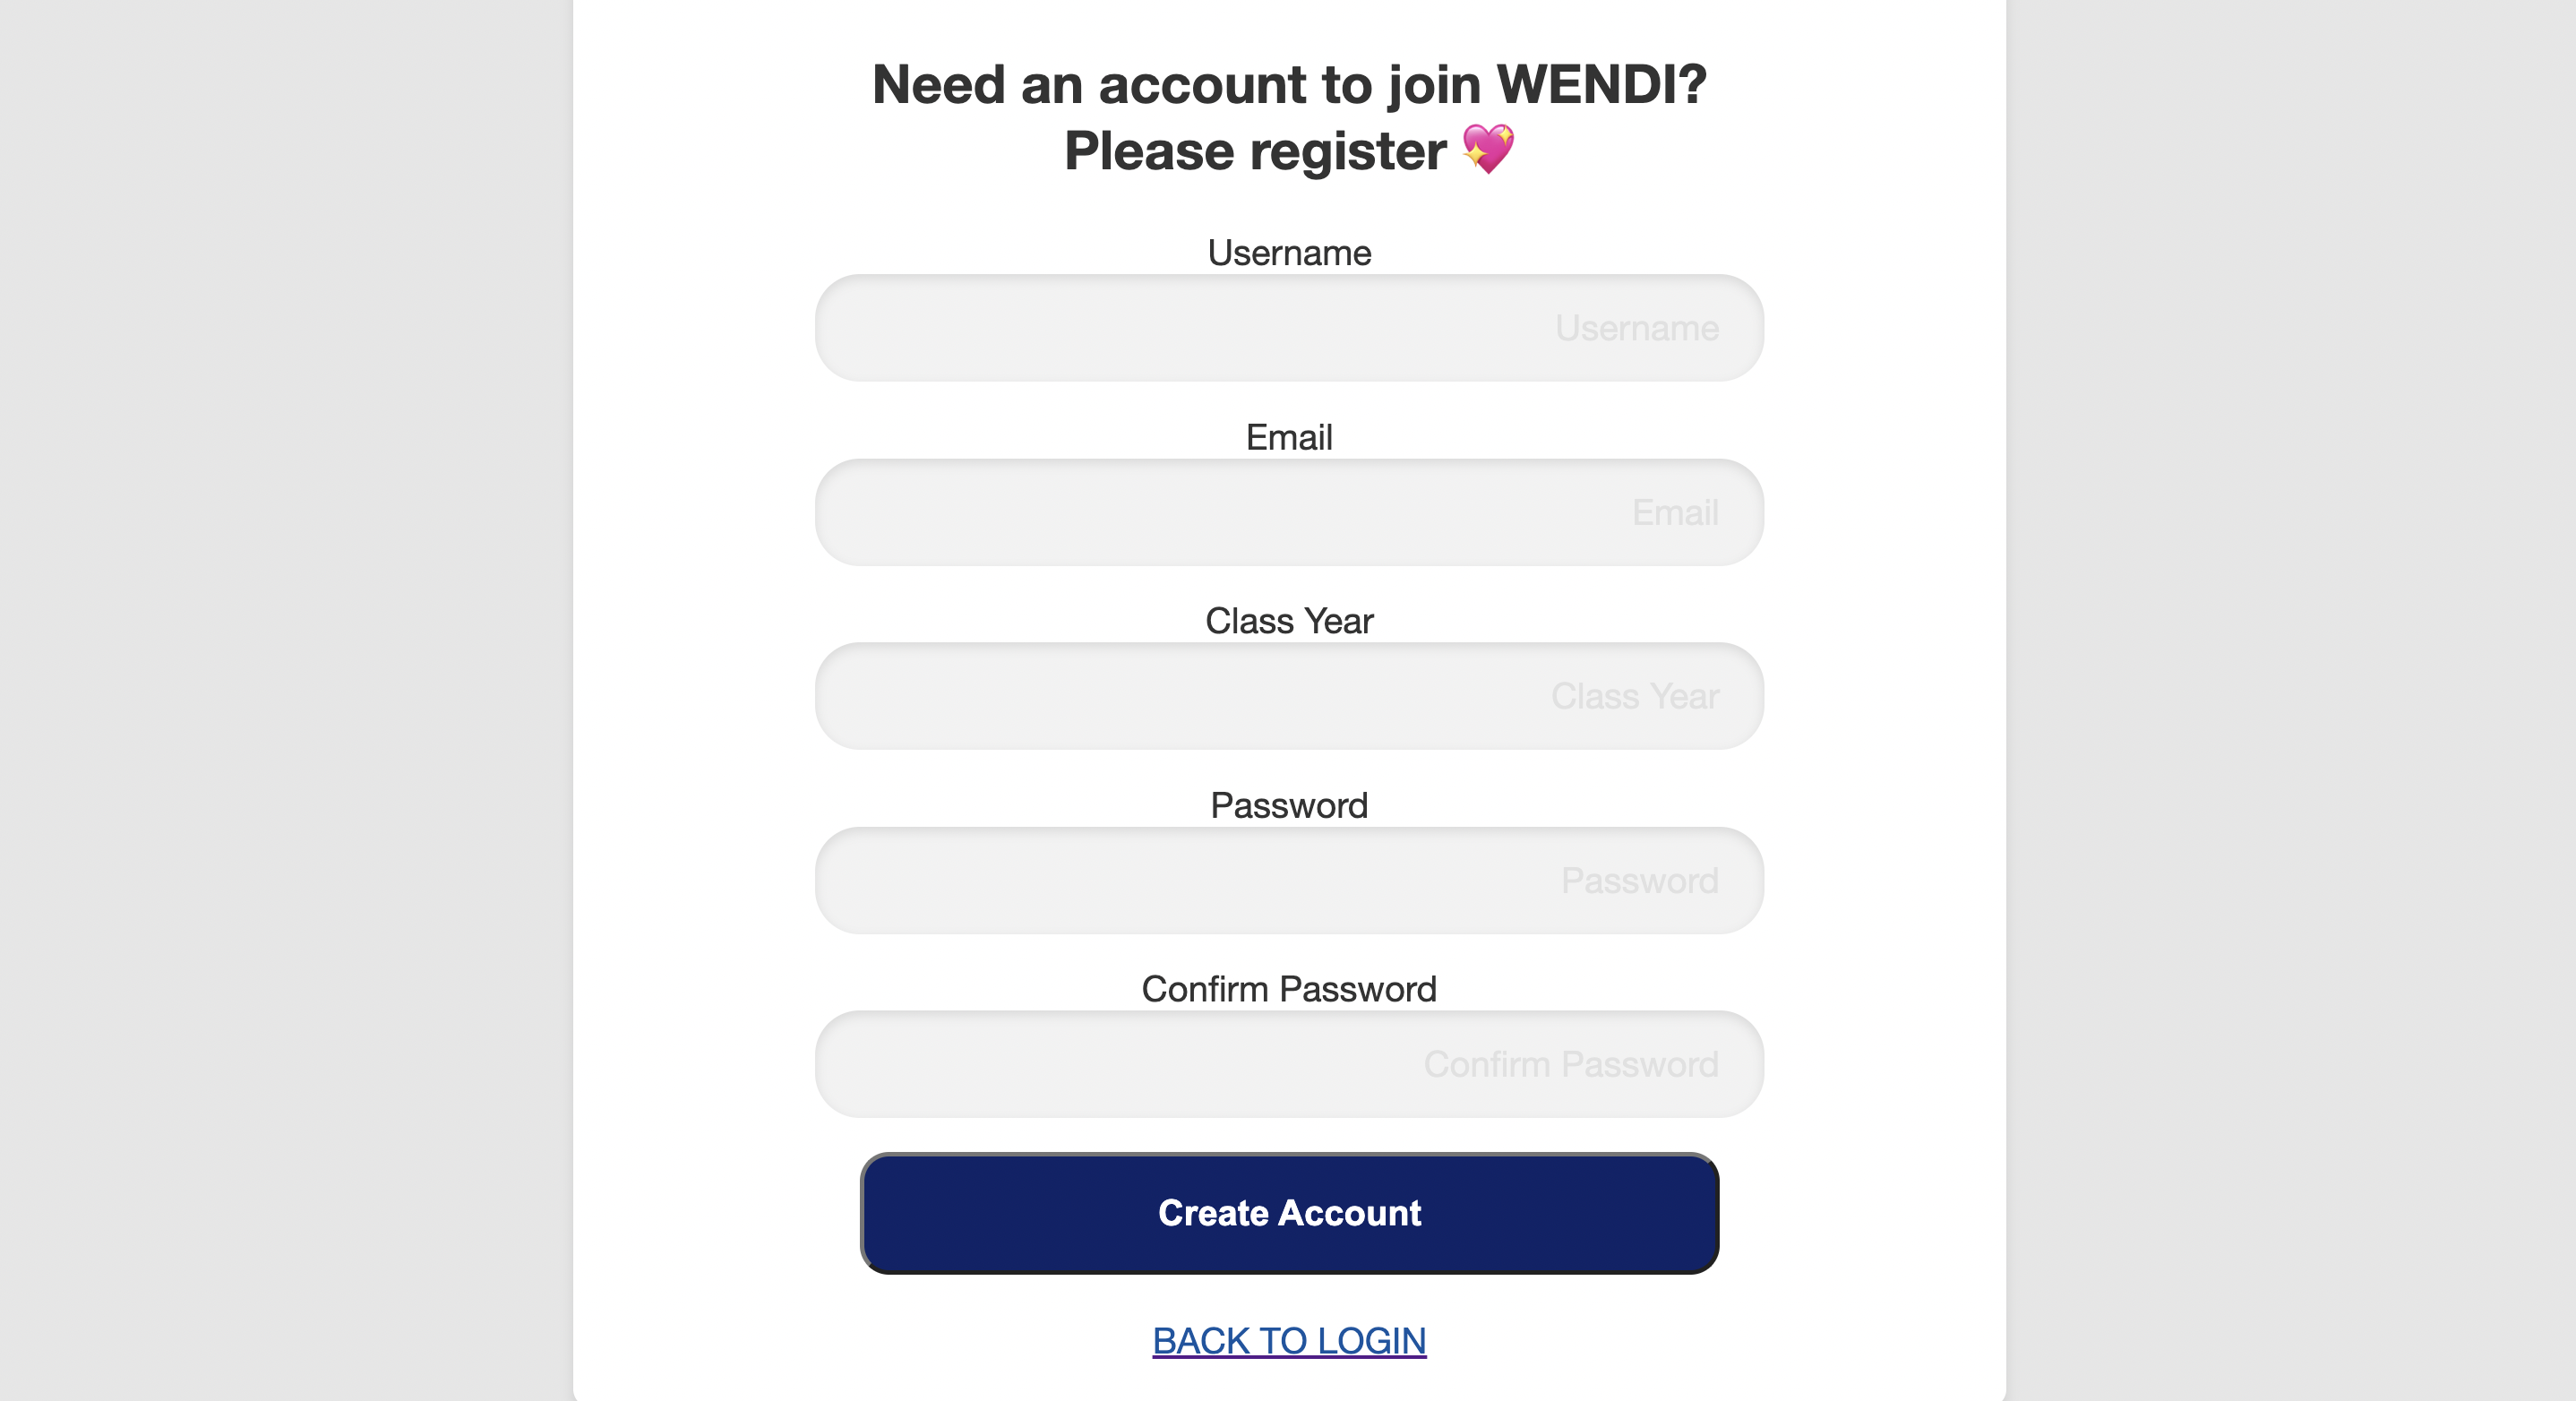 Need an account to join WENDI?
Please register 💖
Username
Username
Email
Email
Class Year
Class Year
Password
Password
Confirm Password
Confirm Password
Create Account
BACK TO LOGIN